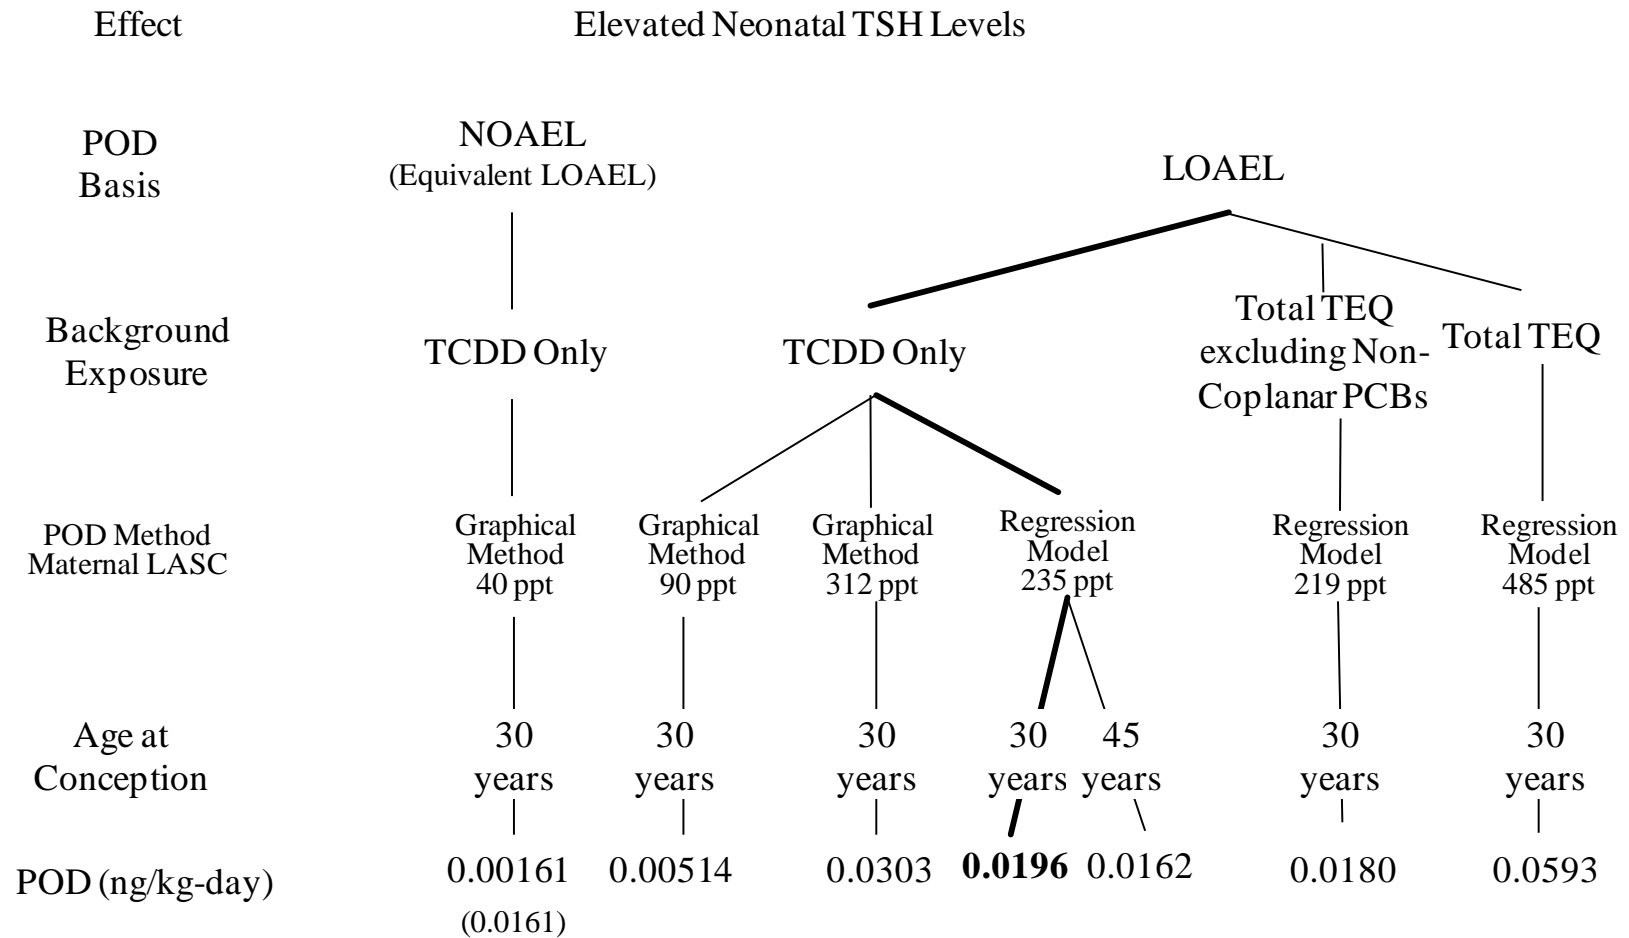 Effect
Elevated Neonatal TSH Levels
POD
Basis
NOAEL
(Equivalent LOAEL)
LOAEL
Background
Exposure
TCDD Only
TCDD Only
Total TEQ
excluding Non-
Coplanar PCBs
Total TEQ
POD Method
Maternal LASC
Graphical
Method
40 ppt
Graphical
Method
90 ppt
Graphical
Method
312 ppt
Regression
Model
235 ppt
Regression
Model
219 ppt
Regression
Model
485 ppt
Age at
Conception
30
years
30
years
30
years
30
years
45
years
30
years
30
years
POD (ng/kg-day)
0.00161
(0.0161)
0.00514
0.0303
0.0196
0.0162
0.0180
0.0593